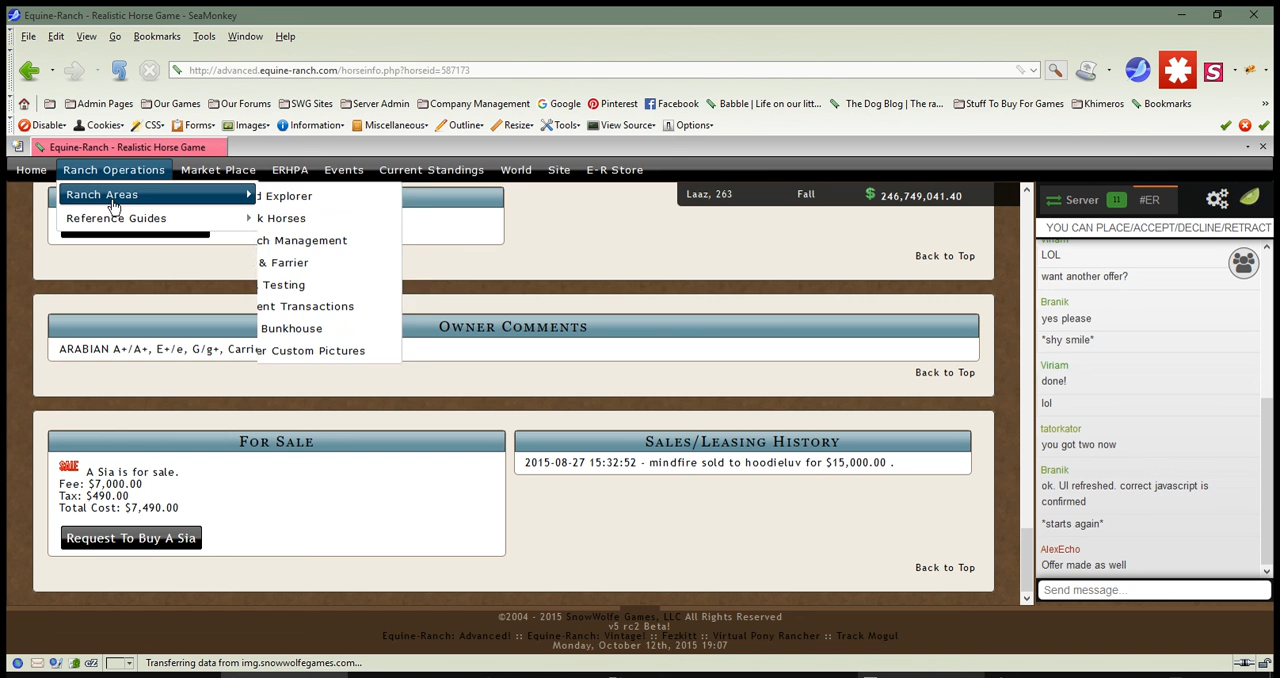 Equine-Ranch - Realistic Horse Game - SeaMonkey
File Edit View Go Bookmarks Tools Window Help
http://advanced.equine-ranch.com/horseinfo.php?horseid=587173
Admin Pages Our Games Our Forums SWG Sites Server Admin Company Management Google Pinterest Facebook Babble | Life on our litt... The Dog Blog | The ra... Stuff To Buy For Games Khimeros Bookmarks
Disable Cookies CSS Forms Images Information Miscellaneous Outline Resize Tools View Source Options
Equine-Ranch - Realistic Horse Game
Home Ranch Operations Market Place ERHPA Events Current Standings World Site E-R Store
Ranch Areas
Reference Guides
d Explorer
k Horses
ch Management
& Farrier
Testing
ent Transactions
Bunkhouse
er Custom Pictures
Laaz, 263 Fall $ 246,749,041.40
Back to Top
Owner Comments
ARABIAN A+/A+, E+/e, G/g+, Carrie
Back to Top
For Sale
SALE A Sia is for sale.
Fee: $7,000.00
Tax: $490.00
Total Cost: $7,490.00
Request To Buy A Sia
Sales/Leasing History
2015-08-27 15:32:52 - mindfire sold to hoodieluv for $15,000.00 .
Back to Top
Server 11 #ER
YOU CAN PLACE/ACCEPT/DECLINE/RETRACT
Viriam
LOL
want another offer?
Branik
yes please
*shy smile*
Viriam
done!
lol
tatorkator
you got two now
Branik
ok. UI refreshed. correct javascript is
confirmed
*starts again*
AlexEcho
Offer made as well
Send message...
©2004 - 2015 SnowWolfe Games, LLC All Rights Reserved
v5 rc2 Beta!
Equine-Ranch: Advanced! :: Equine-Ranch: Vintage! :: Fezkitt :: Virtual Pony Rancher :: Track Mogul
Monday, October 12th, 2015 19:07
Transferring data from img.snowwolfegames.com...